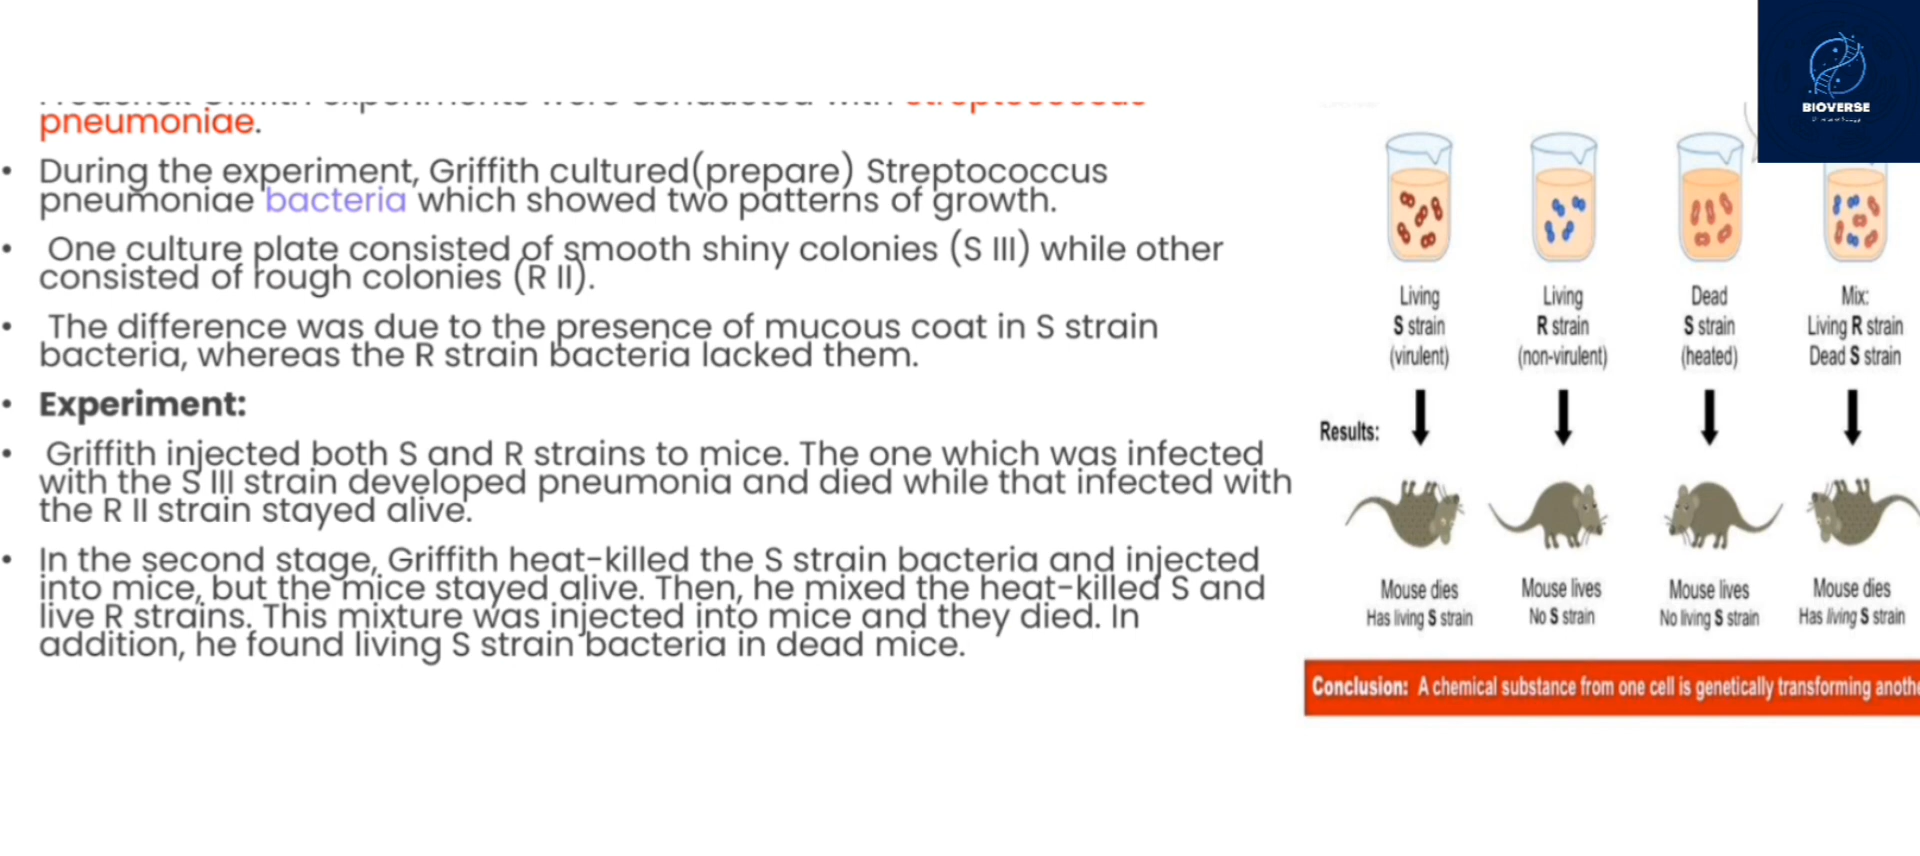 pneumoniae.
• During the experiment, Griffith cultured(prepare) Streptococcus
pneumoniae bacteria which showed two patterns of growth.
• One culture plate consisted of smooth shiny colonies (S III) while other
consisted of rough colonies (R II).
• The difference was due to the presence of mucous coat in S strain
bacteria, whereas the R strain bacteria lacked them.
• Experiment:
• Griffith injected both S and R strains to mice. The one which was infected
with the S III strain developed pneumonia and died while that infected with
the R II strain stayed alive.
• In the second stage, Griffith heat-killed the S strain bacteria and injected
into mice, but the mice stayed alive. Then, he mixed the heat-killed S and
live R strains. This mixture was injected into mice and they died. In
addition, he found living S strain bacteria in dead mice.
BIOVERSE
Living
S strain
(virulent)
Living
R strain
(non-virulent)
Dead
S strain
(heated)
Mix:
Living R strain
Dead S strain
Results:
Mouse dies
Has living S strain
Mouse lives
No S strain
Mouse lives
No living S strain
Mouse dies
Has living S strain
Conclusion: A chemical substance from one cell is genetically transforming